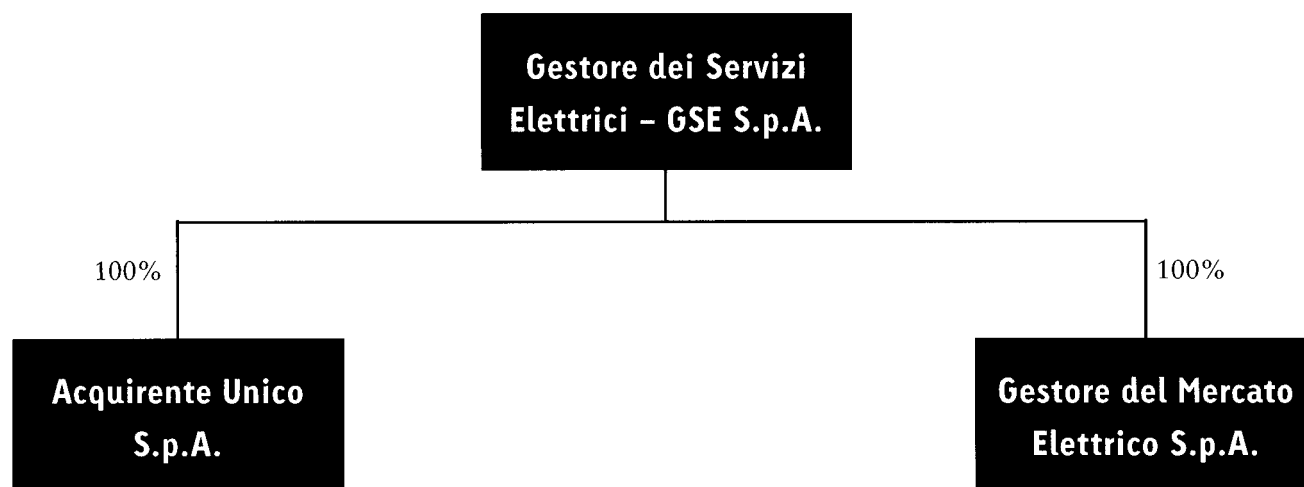 Gestore dei Servizi
Elettrici – GSE S.p.A.
100%
100%
Acquirente Unico
S.p.A.
Gestore del Mercato
Elettrico S.p.A.